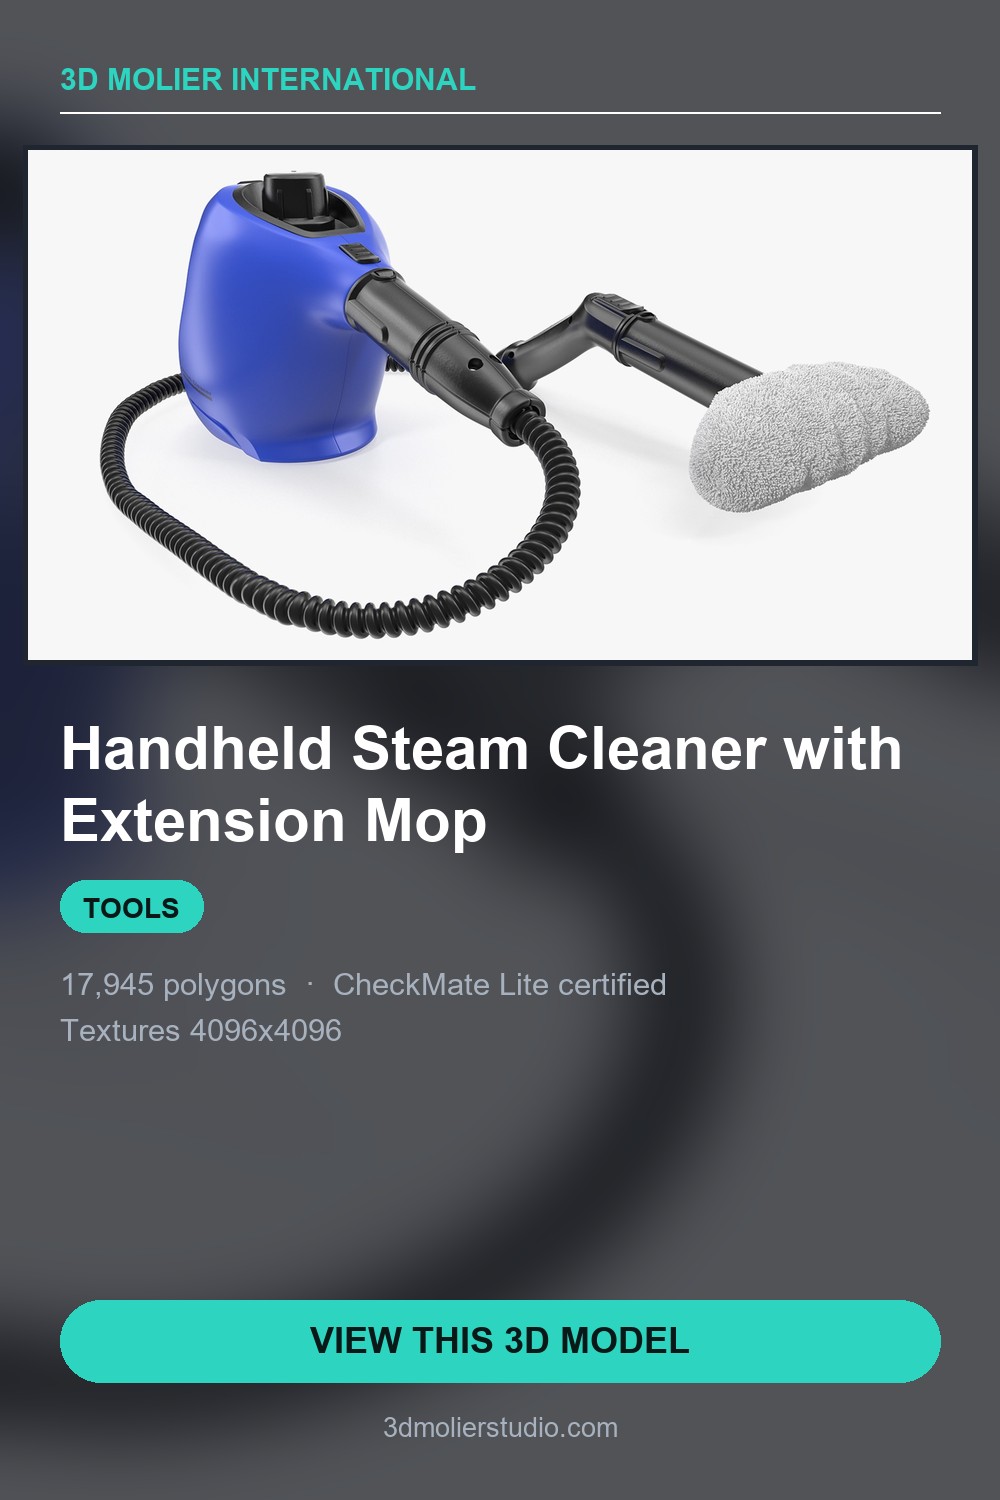 3D MOLIER INTERNATIONAL
Handheld Steam Cleaner with
Extension Mop
TOOLS
17,945 polygons · CheckMate Lite certified
Textures 4096x4096
VIEW THIS 3D MODEL
3dmolierstudio.com